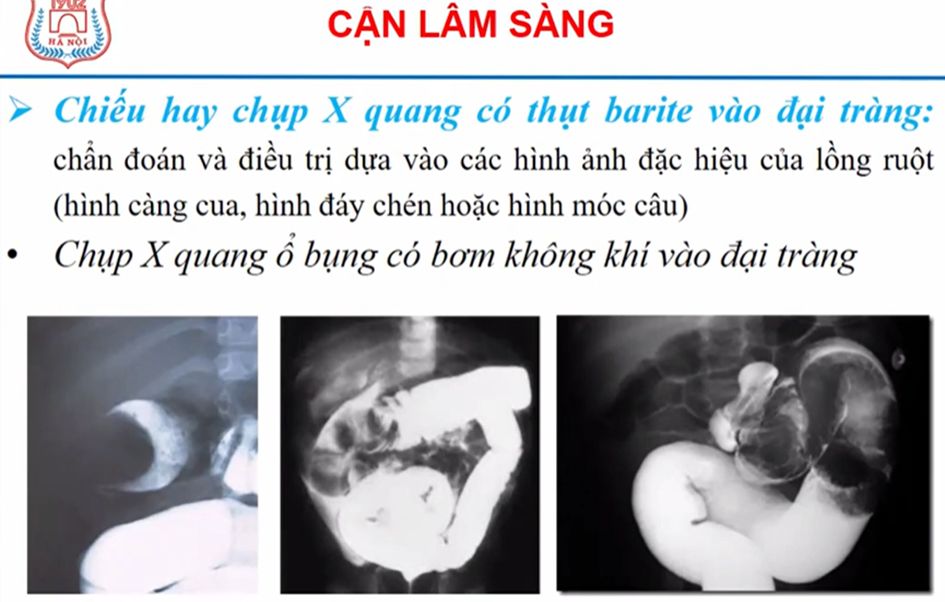 1902
HÀ NỘI
CẬN LÂM SÀNG
➢ Chiếu hay chụp X quang có thụt barite vào đại tràng:
chẩn đoán và điều trị dựa vào các hình ảnh đặc hiệu của lồng ruột
(hình càng cua, hình đáy chén hoặc hình móc câu)
• Chụp X quang ổ bụng có bơm không khí vào đại tràng